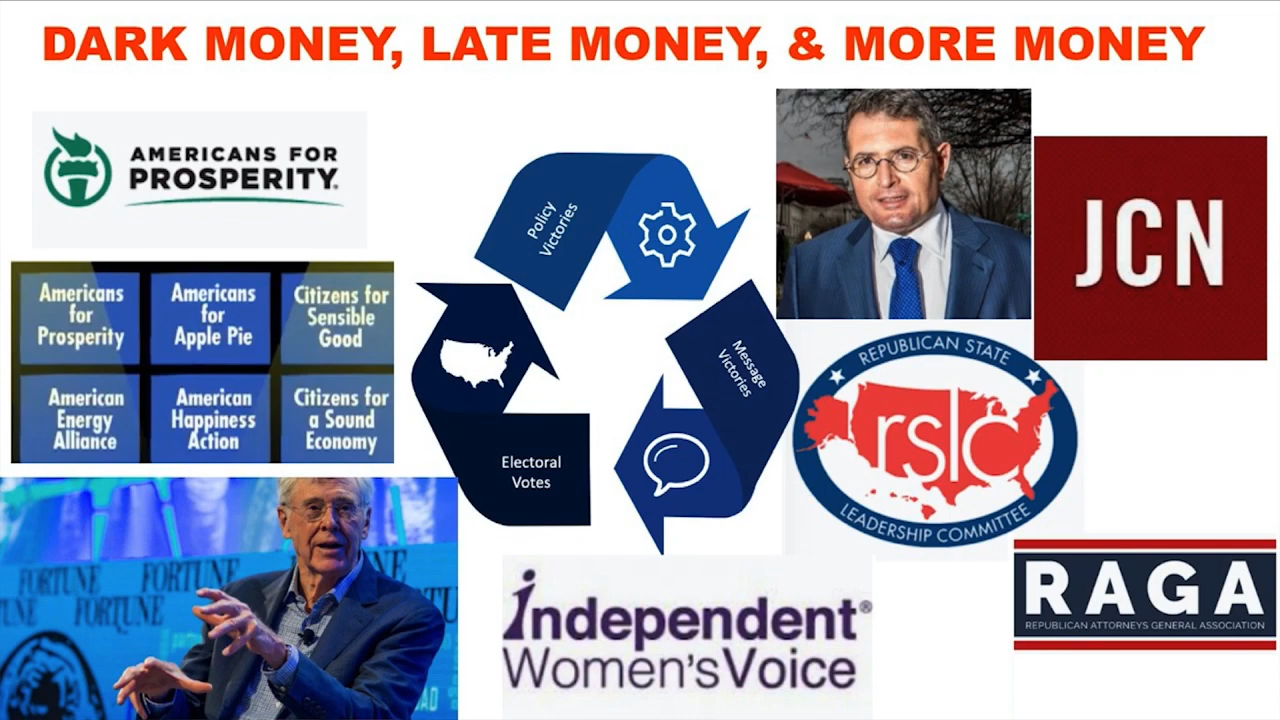 DARK MONEY, LATE MONEY, & MORE MONEY
AMERICANS FOR
PROSPERITY.
Americans
for
Prosperity
Americans
for
Apple Pie
Citizens for
Sensible
Good
American
Energy
Alliance
American
Happiness
Action
Citizens for
a Sound
Economy
Policy
Victories
Message
Victories
Electoral
Votes
JCN
REPUBLICAN STATE
rslc
LEADERSHIP COMMITTEE
FORTUNE
FORTUNE
FORTUNE
Independent®
Women'sVoice
RAGA
REPUBLICAN ATTORNEYS GENERAL ASSOCIATION